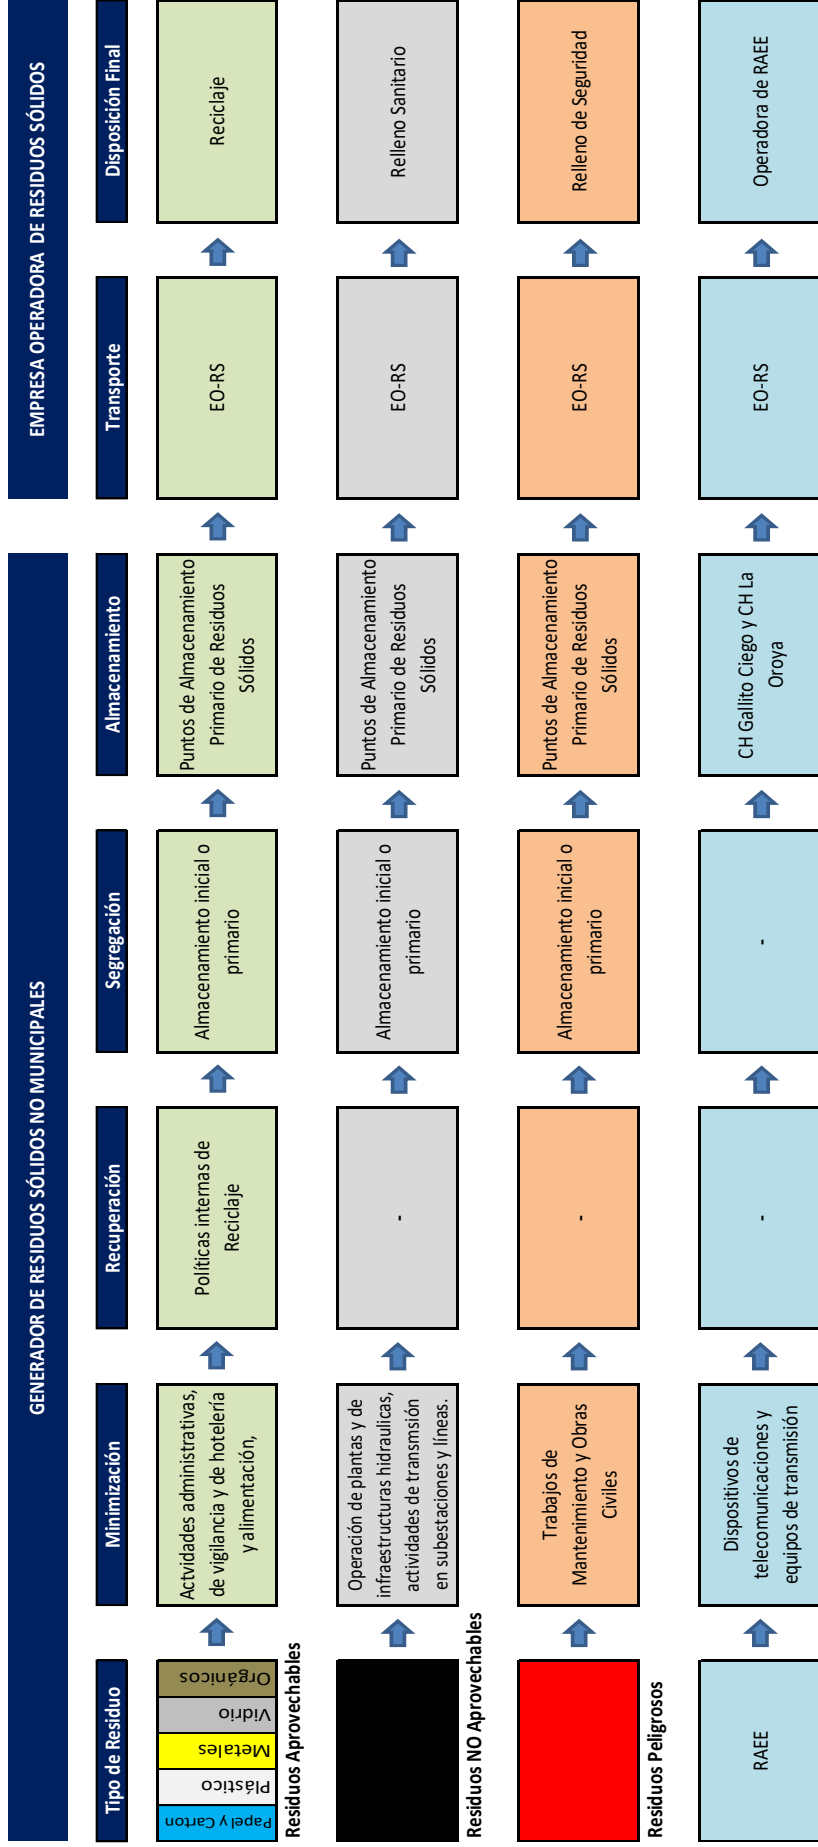 GENERADOR DE RESIDUOS SÓLIDOS NO MUNICIPALES
EMPRESA OPERADORA DE RESIDUOS SÓLIDOS
Tipo de Residuo
Minimización
Recuperación
Segregación
Almacenamiento
Transporte
Disposición Final
Papel y Carton
Plástico
Metales
Vidrio
Orgánicos
Residuos Aprovechables
Actvidades administrativas,
de vigilancia y de hotelería
y alimentación,
Políticas internas de
Reciclaje
Almacenamiento inicial o
primario
Puntos de Almacenamiento
Primario de Residuos
Sólidos
EO-RS
Reciclaje
Residuos NO Aprovechables
Operación de plantas y de
infraestructuras hidraulicas,
actividades de transmsión
en subestaciones y líneas.
-
Almacenamiento inicial o
primario
Puntos de Almacenamiento
Primario de Residuos
Sólidos
EO-RS
Relleno Sanitario
Residuos Peligrosos
Trabajos de
Mantenimiento y Obras
Civiles
-
Almacenamiento inicial o
primario
Puntos de Almacenamiento
Primario de Residuos
Sólidos
EO-RS
Relleno de Seguridad
RAEE
Dispositivos de
telecomunicaciones y
equipos de transmisión
-
-
CH Gallito Ciego y CH La
Oroya
EO-RS
Operadora de RAEE